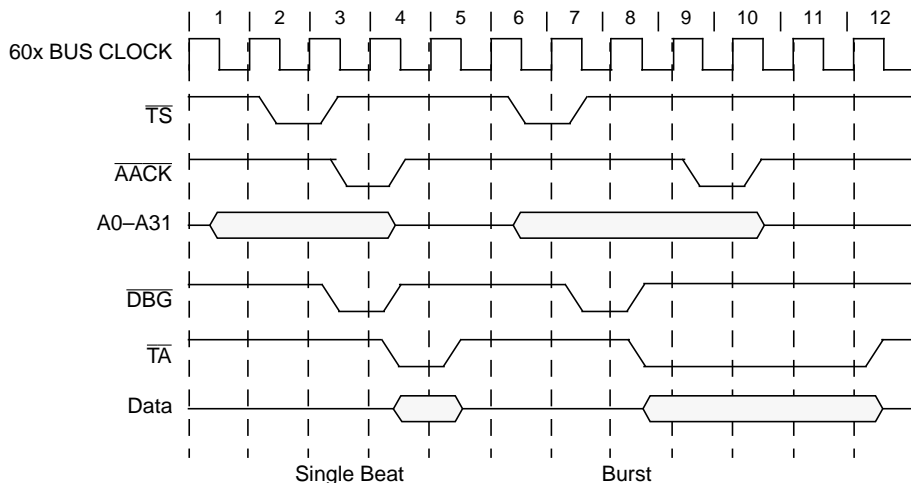 1 2 3 4 5 6 7 8 9 10 11 12
60x BUS CLOCK
TS
AACK
A0–A31
DBG
TA
Data
Single Beat Burst